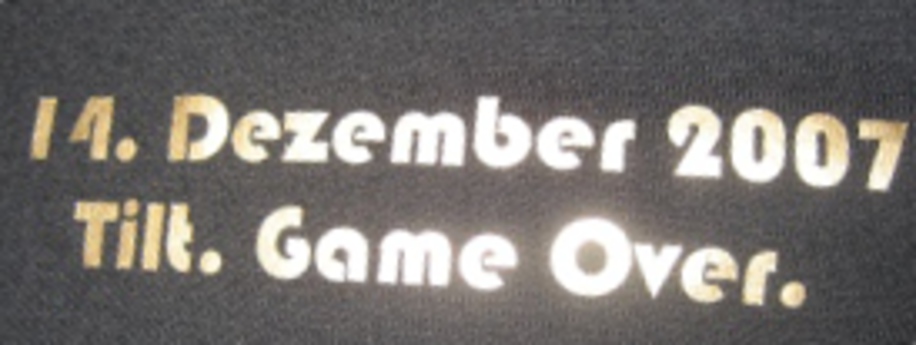 14. Dezember 2007
Tilt. Game Over.